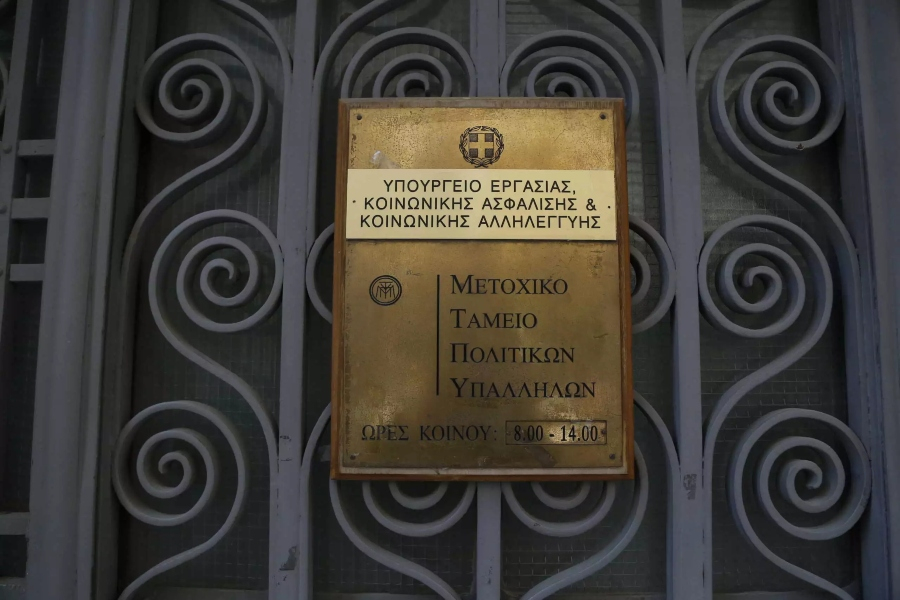 ΥΠΟΥΡΓΕΙΟ ΕΡΓΑΣΙΑΣ,
ΚΟΙΝΩΝΙΚΗΣ ΑΣΦΑΛΙΣΗΣ &
ΚΟΙΝΩΝΙΚΗΣ ΑΛΛΗΛΕΓΓΥΗΣ
ΜΕΤΟΧΙΚΟ
ΤΑΜΕΙΟ
ΠΟΛΙΤΙΚΩΝ
ΥΠΑΛΛΗΛΩΝ
ΩΡΕΣ ΚΟΙΝΟΥ: 8.00 - 14.00